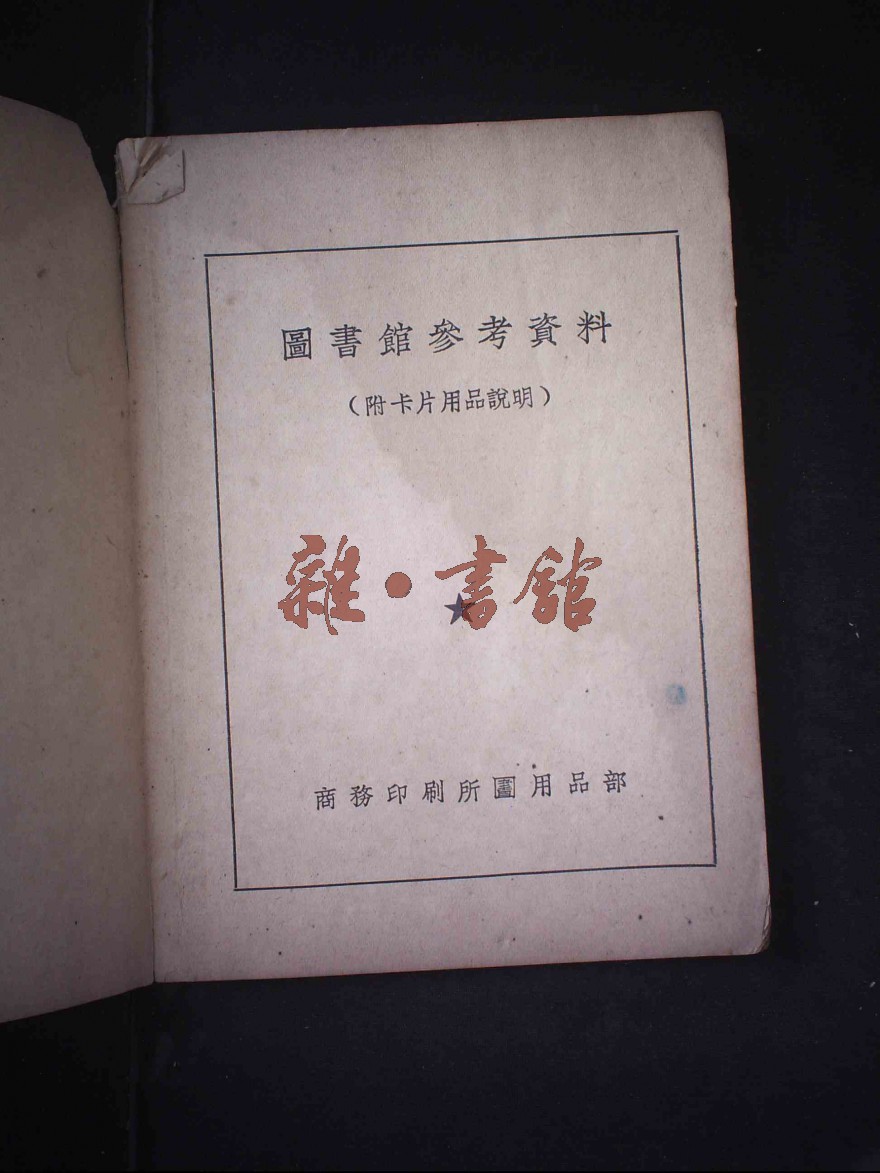 圖書館參考資料
（附卡片用品說明）
雜·書館
商務印刷所圕用品部